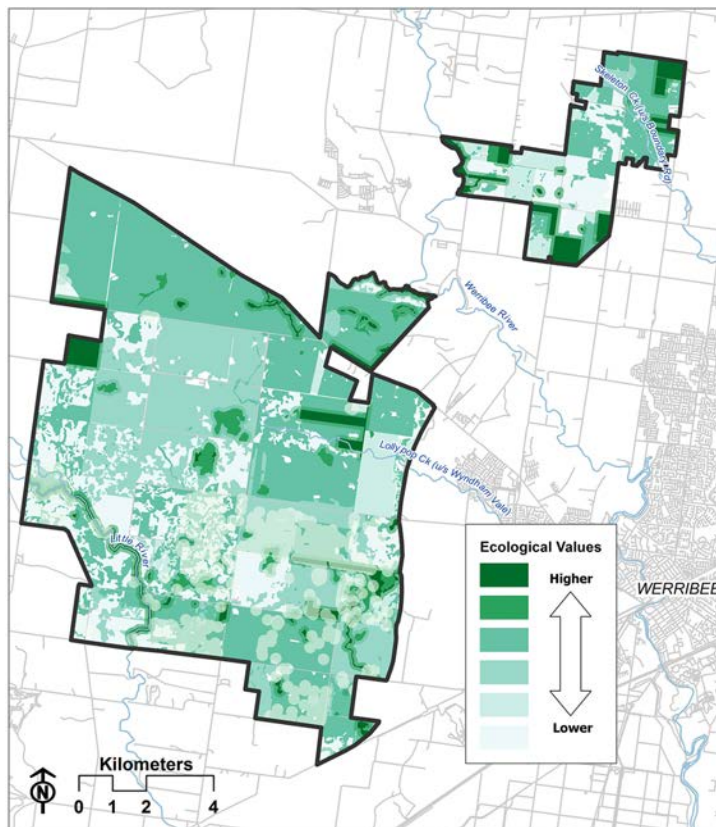 Skeleton Ck (u/s Boundary Rd)
Werribee River
Lollypop Ck (u/s Wyndham Vale)
Little River
Ecological Values
Higher
Lower
WERRIBEE
Kilometers
N
0 1 2 4